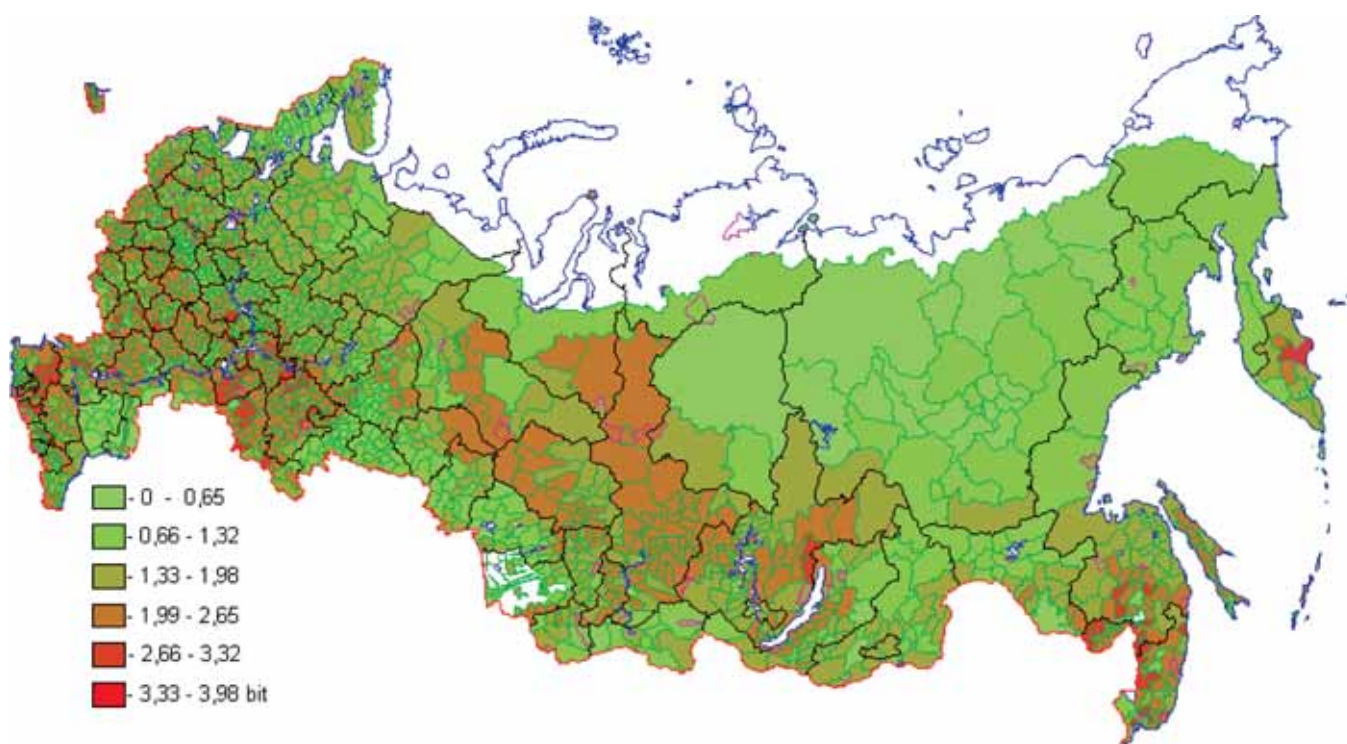 - 0 - 0,65
- 0,66 - 1,32
- 1,33 - 1,98
- 1,99 - 2,65
- 2,66 - 3,32
- 3,33 - 3,98 bit